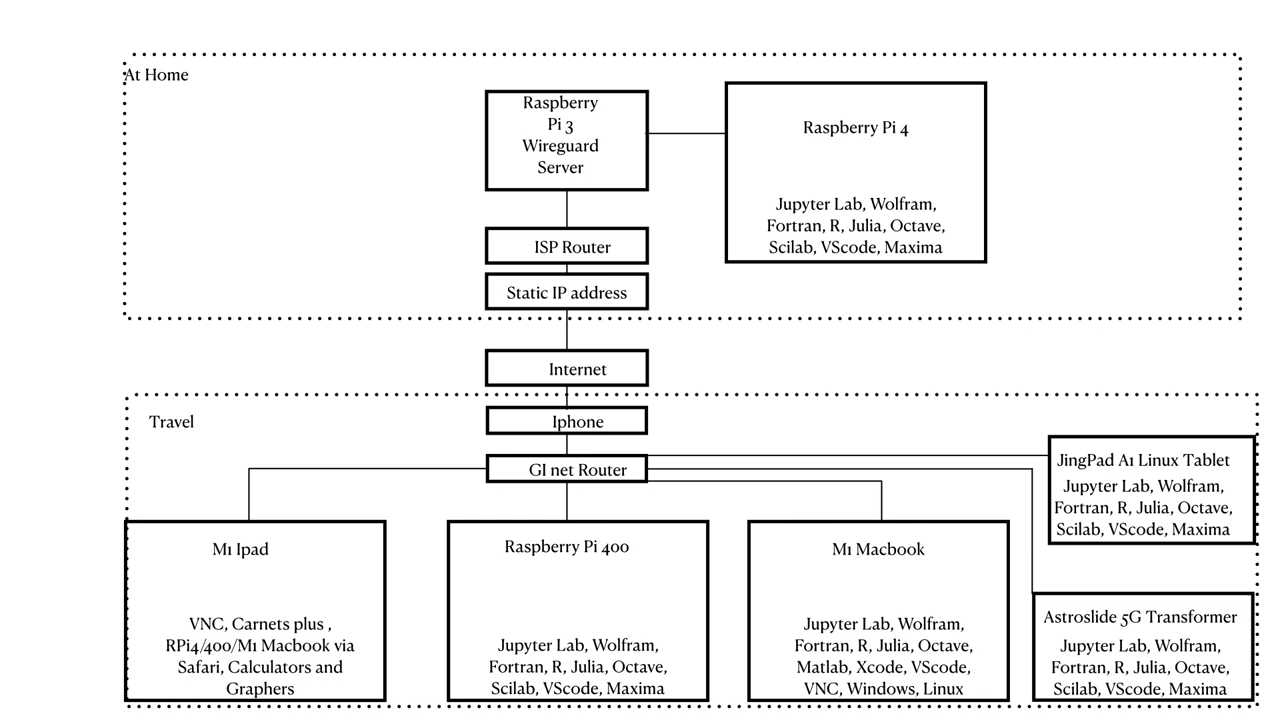 At Home
Raspberry
Pi 3
Wireguard
Server
Raspberry Pi 4
Jupyter Lab, Wolfram,
Fortran, R, Julia, Octave,
Scilab, VScode, Maxima
ISP Router
Static IP address
Internet
Travel
Iphone
GI net Router
JingPad A1 Linux Tablet
Jupyter Lab, Wolfram,
Fortran, R, Julia, Octave,
Scilab, VScode, Maxima
M1 Ipad
VNC, Carnets plus ,
RPi4/400/M1 Macbook via
Safari, Calculators and
Graphers
Raspberry Pi 400
Jupyter Lab, Wolfram,
Fortran, R, Julia, Octave,
Scilab, VScode, Maxima
M1 Macbook
Jupyter Lab, Wolfram,
Fortran, R, Julia, Octave,
Matlab, Xcode, VScode,
VNC, Windows, Linux
Astroslide 5G Transformer
Jupyter Lab, Wolfram,
Fortran, R, Julia, Octave,
Scilab, VScode, Maxima